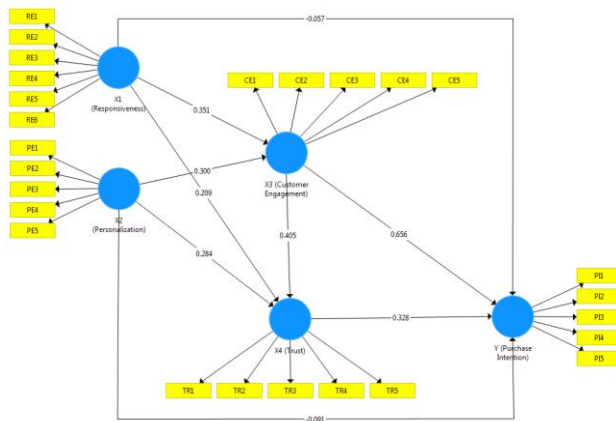 -0.057
RE1
RE2
RE3
RE4
RE5
RE6
X1
(Responsiveness)
CE1
CE2
CE3
CE4
CE5
0.351
PE1
PE2
PE3
PE4
PE5
X2
(Personalization)
0.300
0.209
X3 (Customer
Engagement)
0.284
0.405
0.656
X4 (Trust)
0.328
TR1
TR2
TR3
TR4
TR5
Y (Purchase
Intention)
PI1
PI2
PI3
PI4
PI5
-0.091